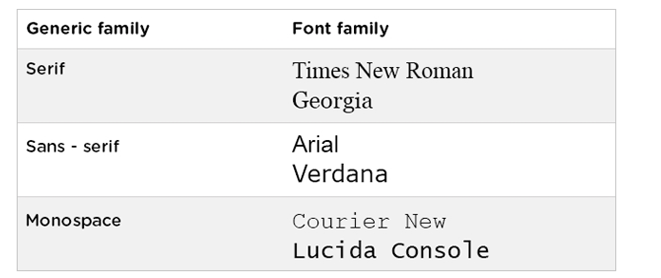 Generic family Font family
Serif Times New Roman
Georgia
Sans - serif Arial
Verdana
Monospace Courier New
Lucida Console